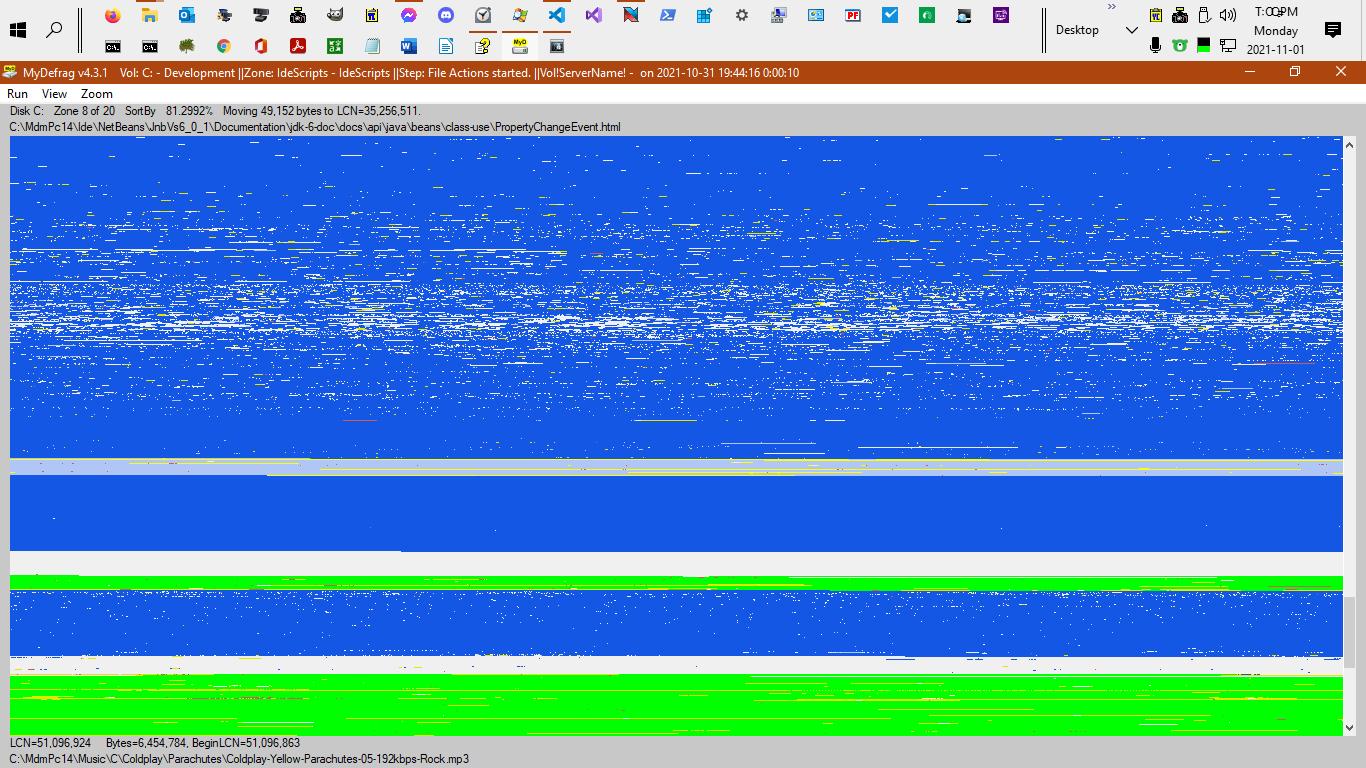 T:O:PM
Desktop
Monday
2021-11-01
MyDefrag v4.3.1 Vol: C: - Development ||Zone: IdeScripts - IdeScripts ||Step: File Actions started. ||Vol!ServerName! - on 2021-10-31 19:44:16 0:00:10
Run View Zoom
Disk C: Zone 8 of 20 SortBy 81.2992% Moving 49,152 bytes to LCN=35,256,511.
C:\MdmPc14\Ide\NetBeans\JnbVs6_0_1\Documentation\jdk-6-doc\docs\api\java\beans\class-use\PropertyChangeEvent.html
LCN=51,096,924 Bytes=6,454,784, BeginLCN=51,096,863
C:\MdmPc14\Music\C\Coldplay\Parachutes\Coldplay-Yellow-Parachutes-05-192kbps-Rock.mp3